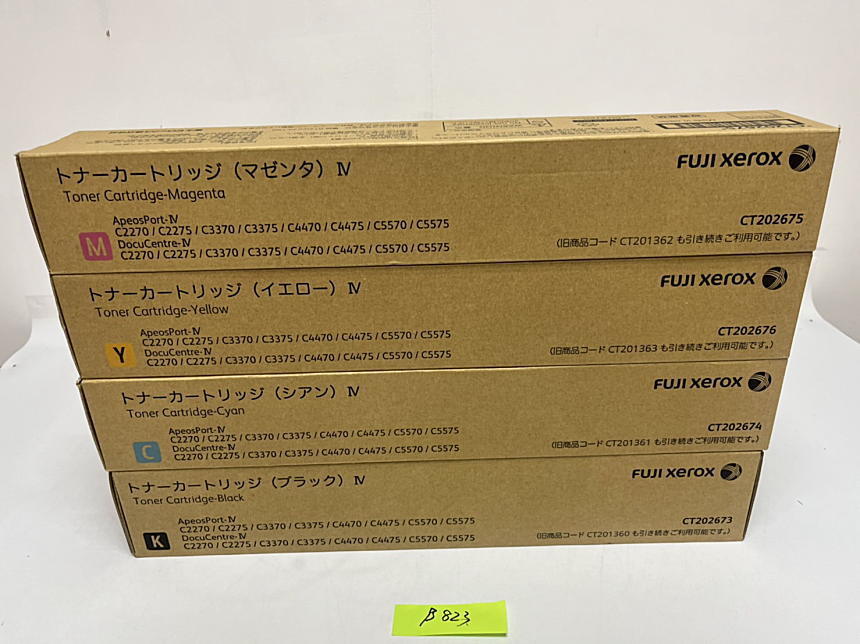 トナーカートリッジ（マゼンタ）Ⅳ
Toner Cartridge-Magenta
FUJI xerox
M
ApeosPort-Ⅳ
C2270 / C2275 / C3370 / C3375 / C4470 / C4475 / C5570 / C5575
DocuCentre-Ⅳ
C2270 / C2275 / C3370 / C3375 / C4470 / C4475 / C5570 / C5575
CT202675
（旧商品コード CT201362 も引き続きご利用可能です。）
トナーカートリッジ（イエロー）Ⅳ
Toner Cartridge-Yellow
FUJI xerox
Y
ApeosPort-Ⅳ
C2270 / C2275 / C3370 / C3375 / C4470 / C4475 / C5570 / C5575
DocuCentre-Ⅳ
C2270 / C2275 / C3370 / C3375 / C4470 / C4475 / C5570 / C5575
CT202676
（旧商品コード CT201363 も引き続きご利用可能です。）
トナーカートリッジ（シアン）Ⅳ
Toner Cartridge-Cyan
FUJI xerox
C
ApeosPort-Ⅳ
C2270 / C2275 / C3370 / C3375 / C4470 / C4475 / C5570 / C5575
DocuCentre-Ⅳ
C2270 / C2275 / C3370 / C3375 / C4470 / C4475 / C5570 / C5575
CT202674
（旧商品コード CT201361 も引き続きご利用可能です。）
トナーカートリッジ（ブラック）Ⅳ
Toner Cartridge-Black
FUJI xerox
K
ApeosPort-Ⅳ
C2270 / C2275 / C3370 / C3375 / C4470 / C4475 / C5570 / C5575
DocuCentre-Ⅳ
C2270 / C2275 / C3370 / C3375 / C4470 / C4475 / C5570 / C5575
CT202673
（旧商品コード CT201360 も引き続きご利用可能です。）
β823